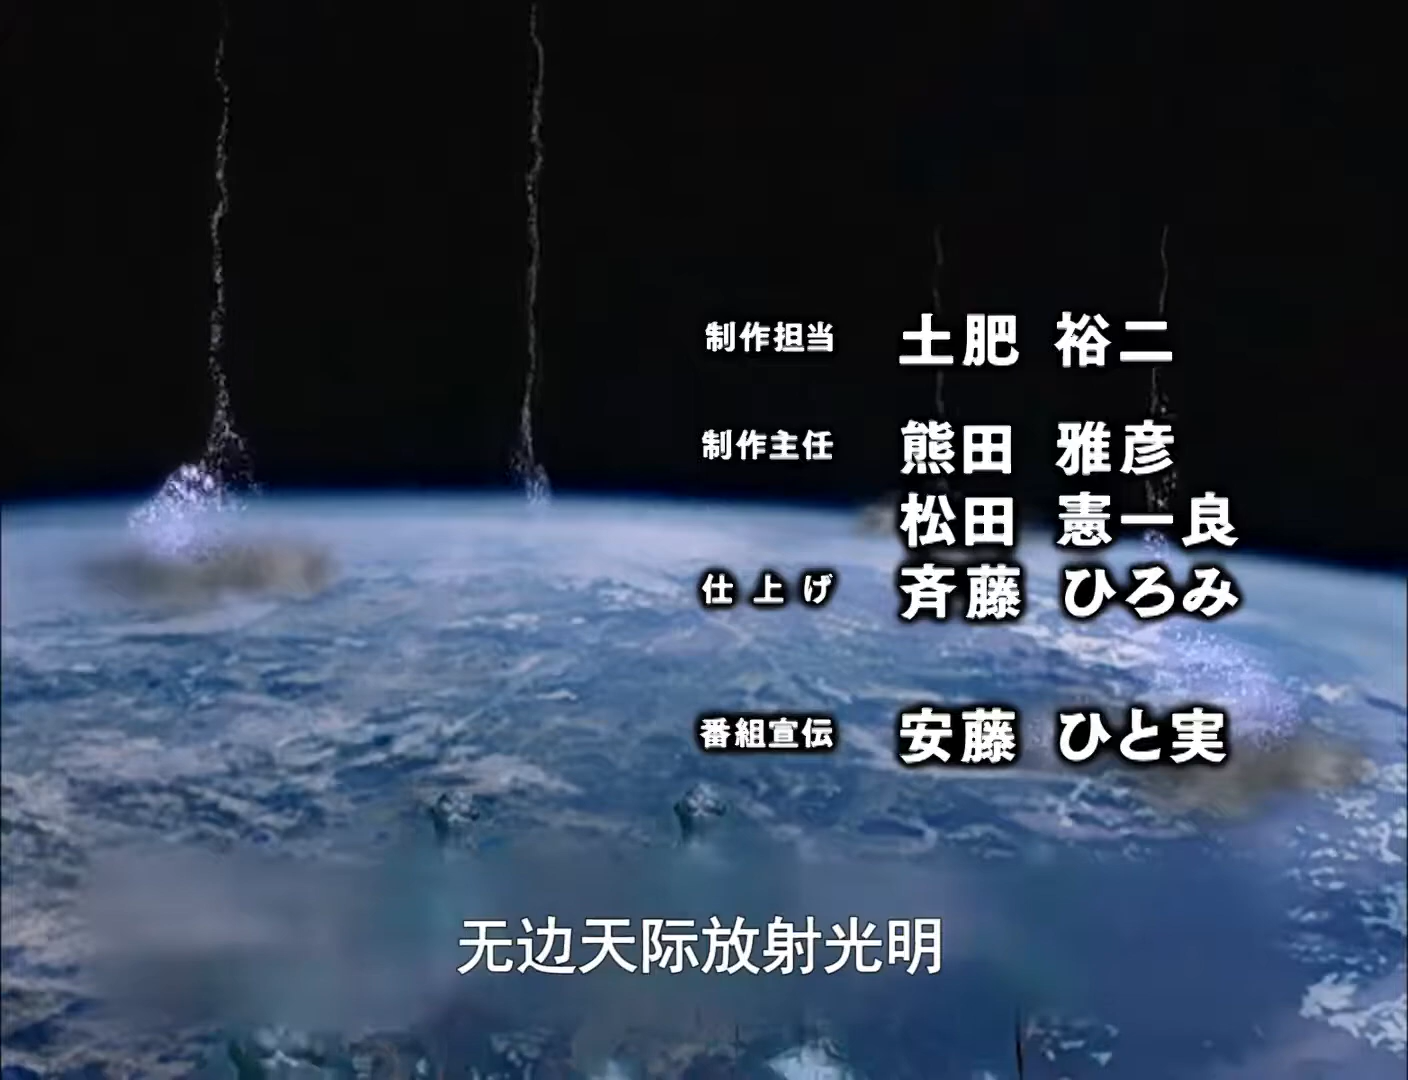 制作担当 土肥 裕二
制作主任 熊田 雅彦
松田 憲一良
仕上げ 斉藤 ひろみ
番組宣伝 安藤 ひと実
无边天际放射光明